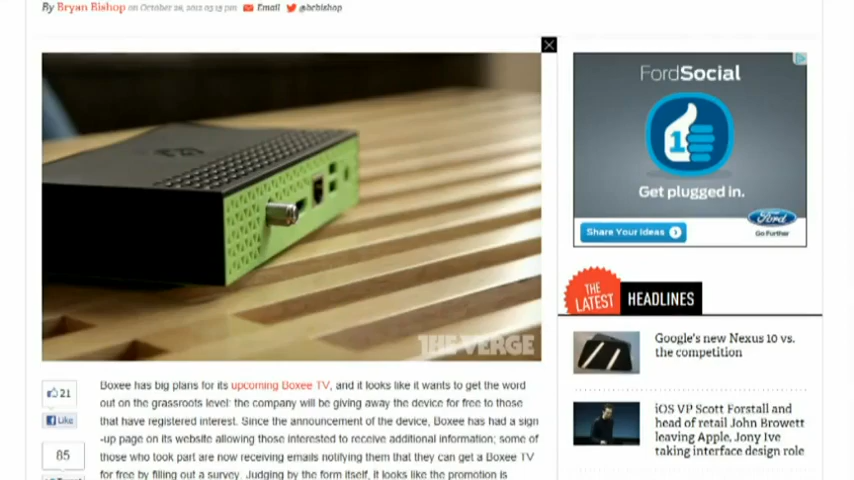 By Bryan Bishop on October 26, 2012 03:15 pm Email @bcbishop
THE VERGE
FordSocial
1
Get plugged in.
Share Your Ideas
Ford
Go Further
THE LATEST
HEADLINES
Google's new Nexus 10 vs.
the competition
iOS VP Scott Forstall and
head of retail John Browett
leaving Apple, Jony Ive
taking interface design role
21
Like
85
Boxee has big plans for its upcoming Boxee TV, and it looks like it wants to get the word
out on the grassroots level: the company will be giving away the device for free to those
that have registered interest. Since the announcement of the device, Boxee has had a sign
-up page on its website allowing those interested to receive additional information; some of
those who took part are now receiving emails notifying them that they can get a Boxee TV
for free by filling out a survey. Judging by the form itself, it looks like the promotion is